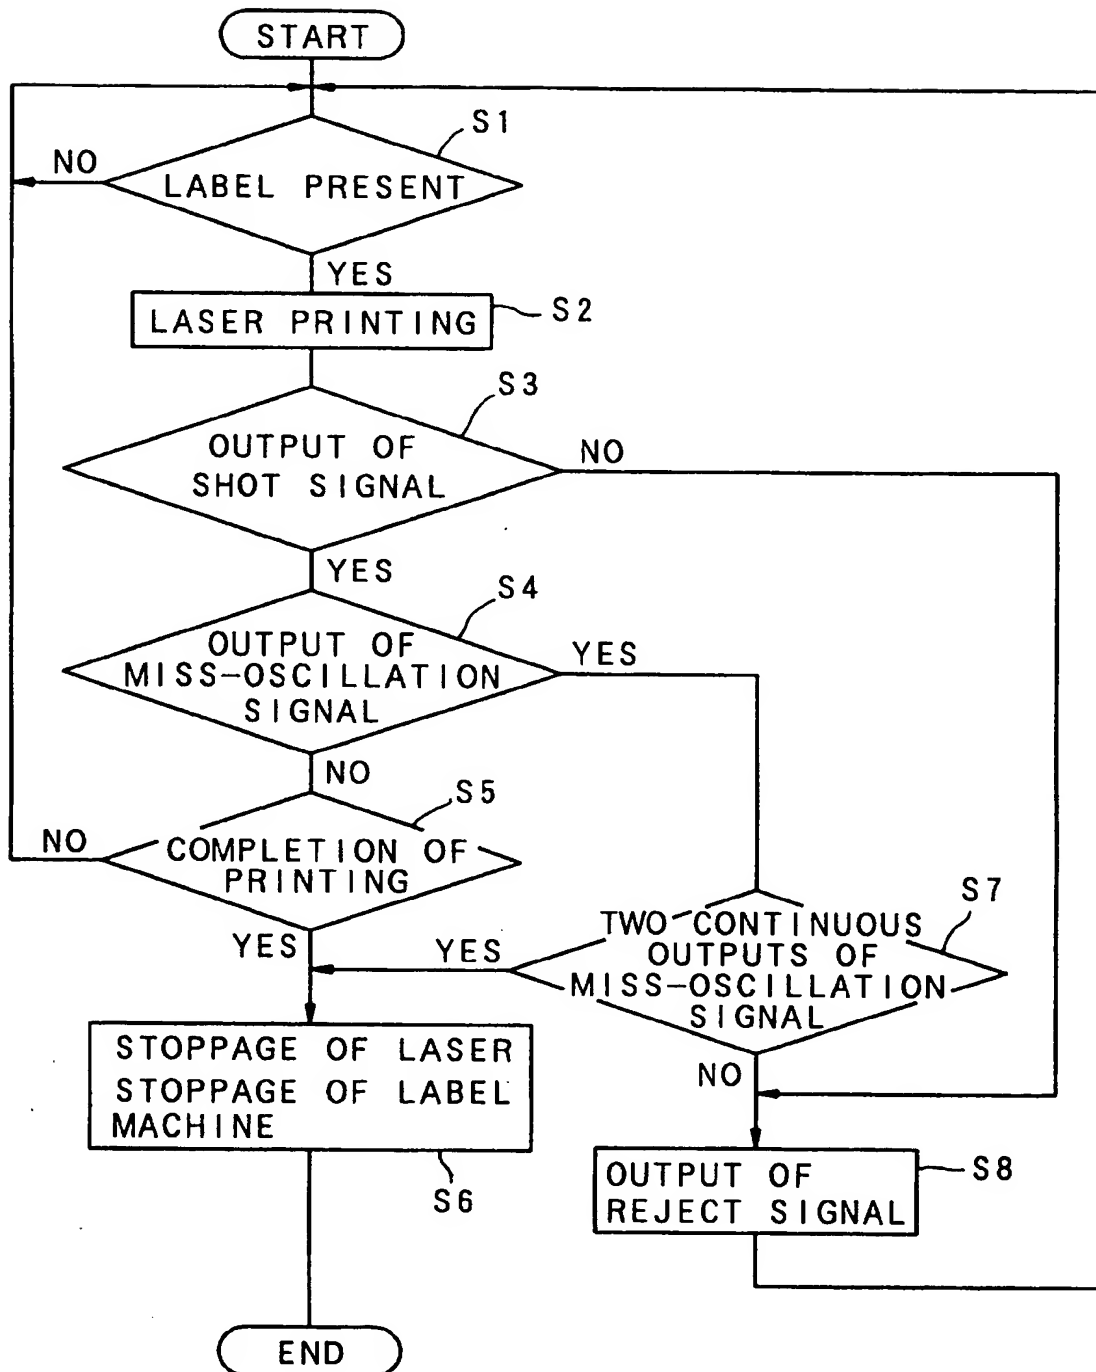 START
S1
NO
LABEL PRESENT
YES
S2
LASER PRINTING
S3
OUTPUT OF
SHOT SIGNAL
NO
YES
S4
OUTPUT OF
MISS-OSCILLATION
SIGNAL
YES
NO
S5
NO
COMPLETION OF
PRINTING
S7
TWO CONTINUOUS
OUTPUTS OF
MISS-OSCILLATION
SIGNAL
YES
YES
NO
STOPPAGE OF LASER
STOPPAGE OF LABEL
MACHINE
S6
S8
OUTPUT OF
REJECT SIGNAL
END